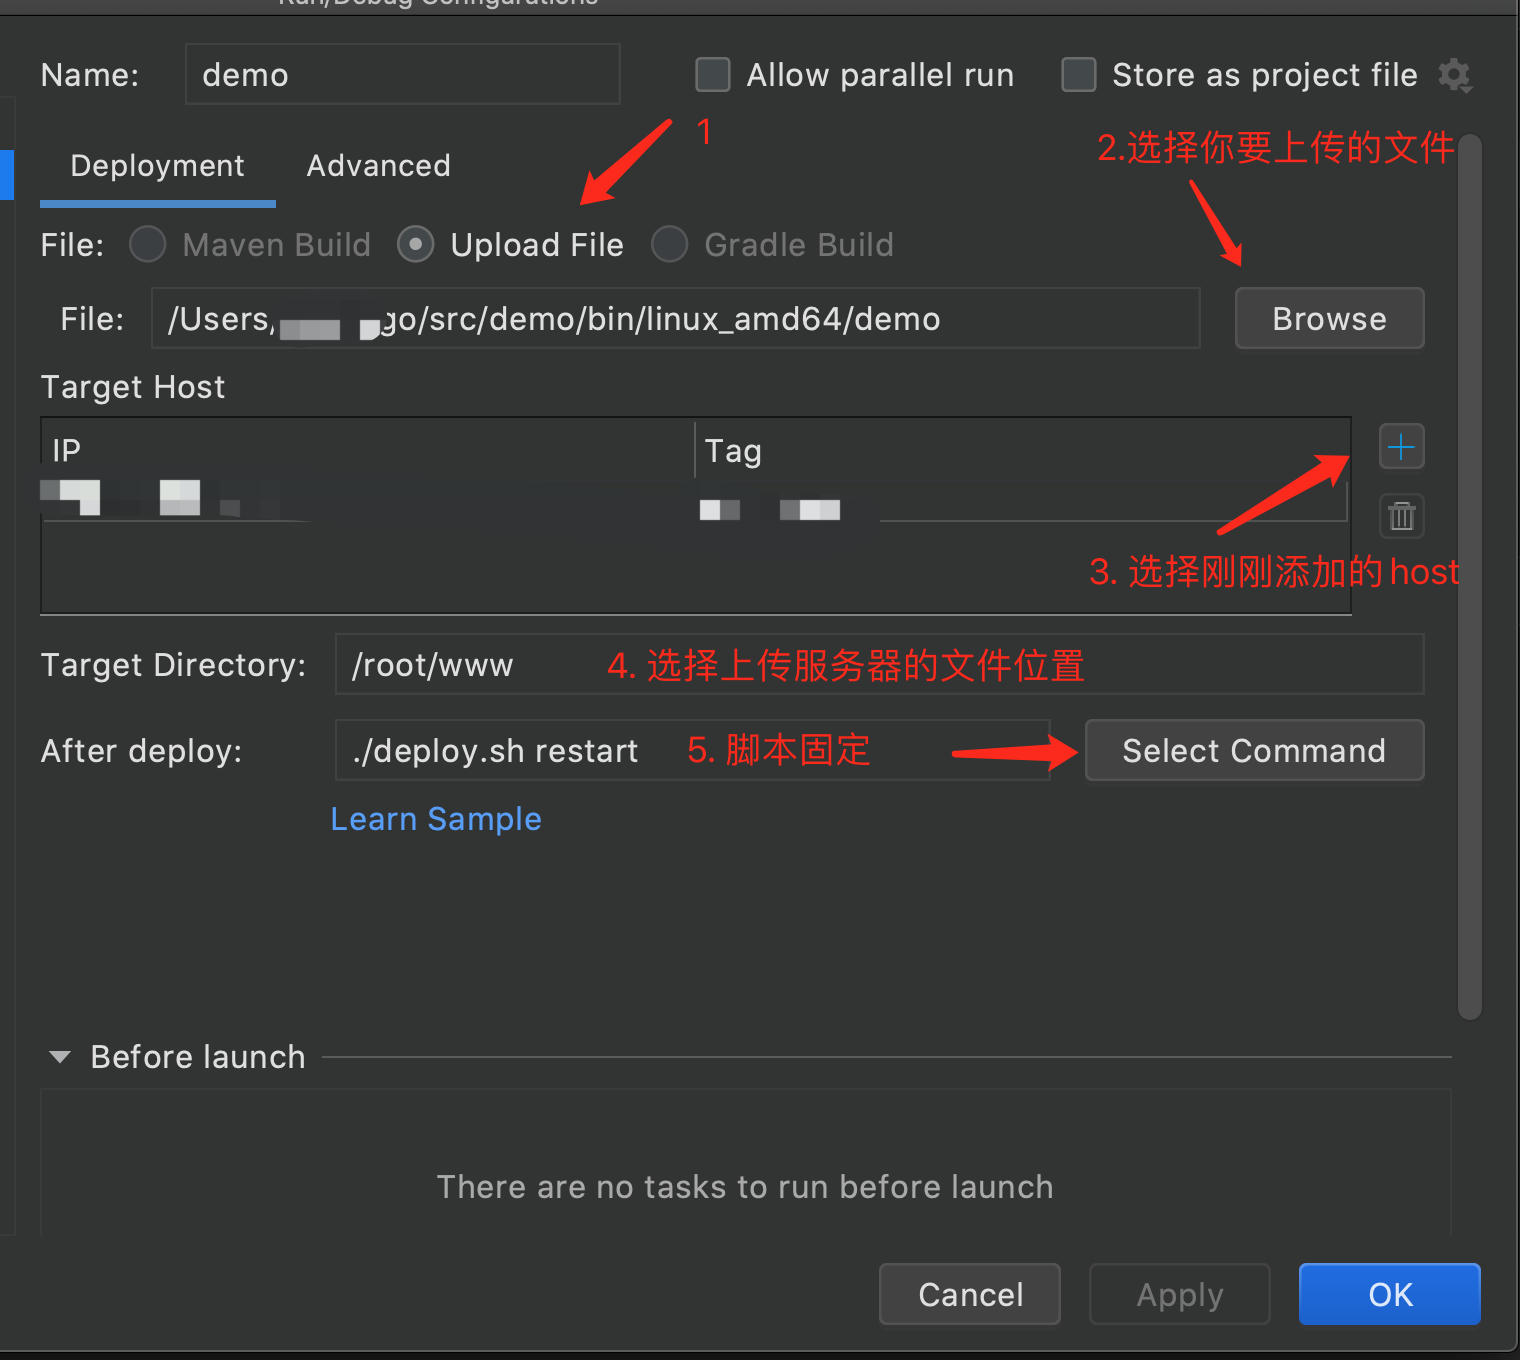 Run/Debug Configurations
Name: demo Allow parallel run Store as project file
1
2.选择你要上传的文件
Deployment Advanced
File: Maven Build Upload File Gradle Build
File: /Users/ go/src/demo/bin/linux_amd64/demo Browse
Target Host
IP Tag
3. 选择刚刚添加的host
Target Directory: /root/www 4. 选择上传服务器的文件位置
After deploy: ./deploy.sh restart 5. 脚本固定 Select Command
Learn Sample
Before launch
There are no tasks to run before launch
Cancel Apply OK